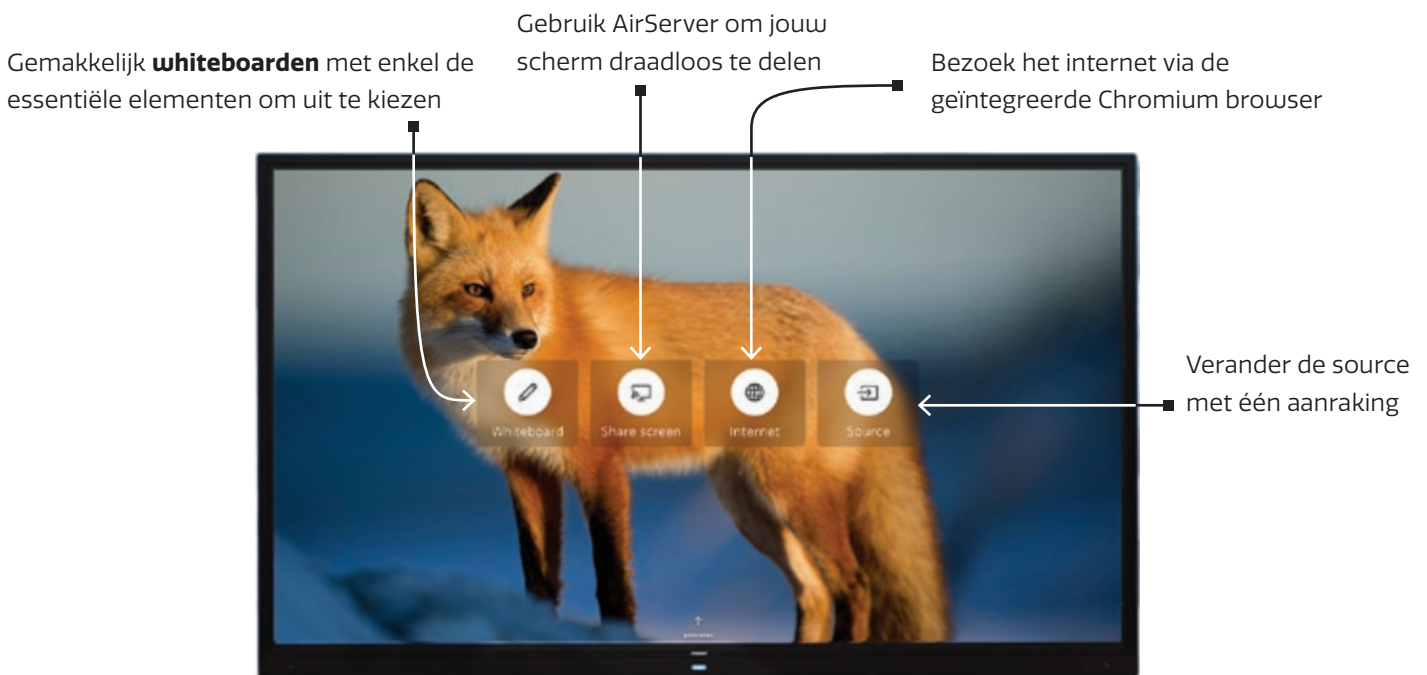 Gebruik AirServer om jouw
scherm draadloos te delen
Gemakkelijk whiteboarden met enkel de
essentiële elementen om uit te kiezen
Bezoek het internet via de
geïntegreerde Chromium browser
Verander de source
met één aanraking
Whiteboard
Share screen
Internet
Source